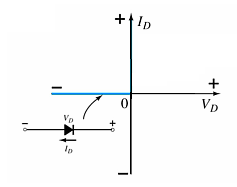 + I_D
− +
0 V_D
− V_D +
I_D
−